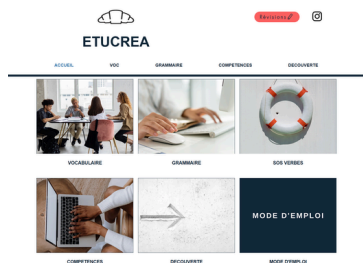 Révisions
ETUCREA
ACCUEIL VOC GRAMMAIRE COMPETENCES DECOUVERTE
VOCABULAIRE GRAMMAIRE SOS VERBES
MODE D'EMPLOI
COMPETENCES DECOUVERTE MODE D'EMPLOI